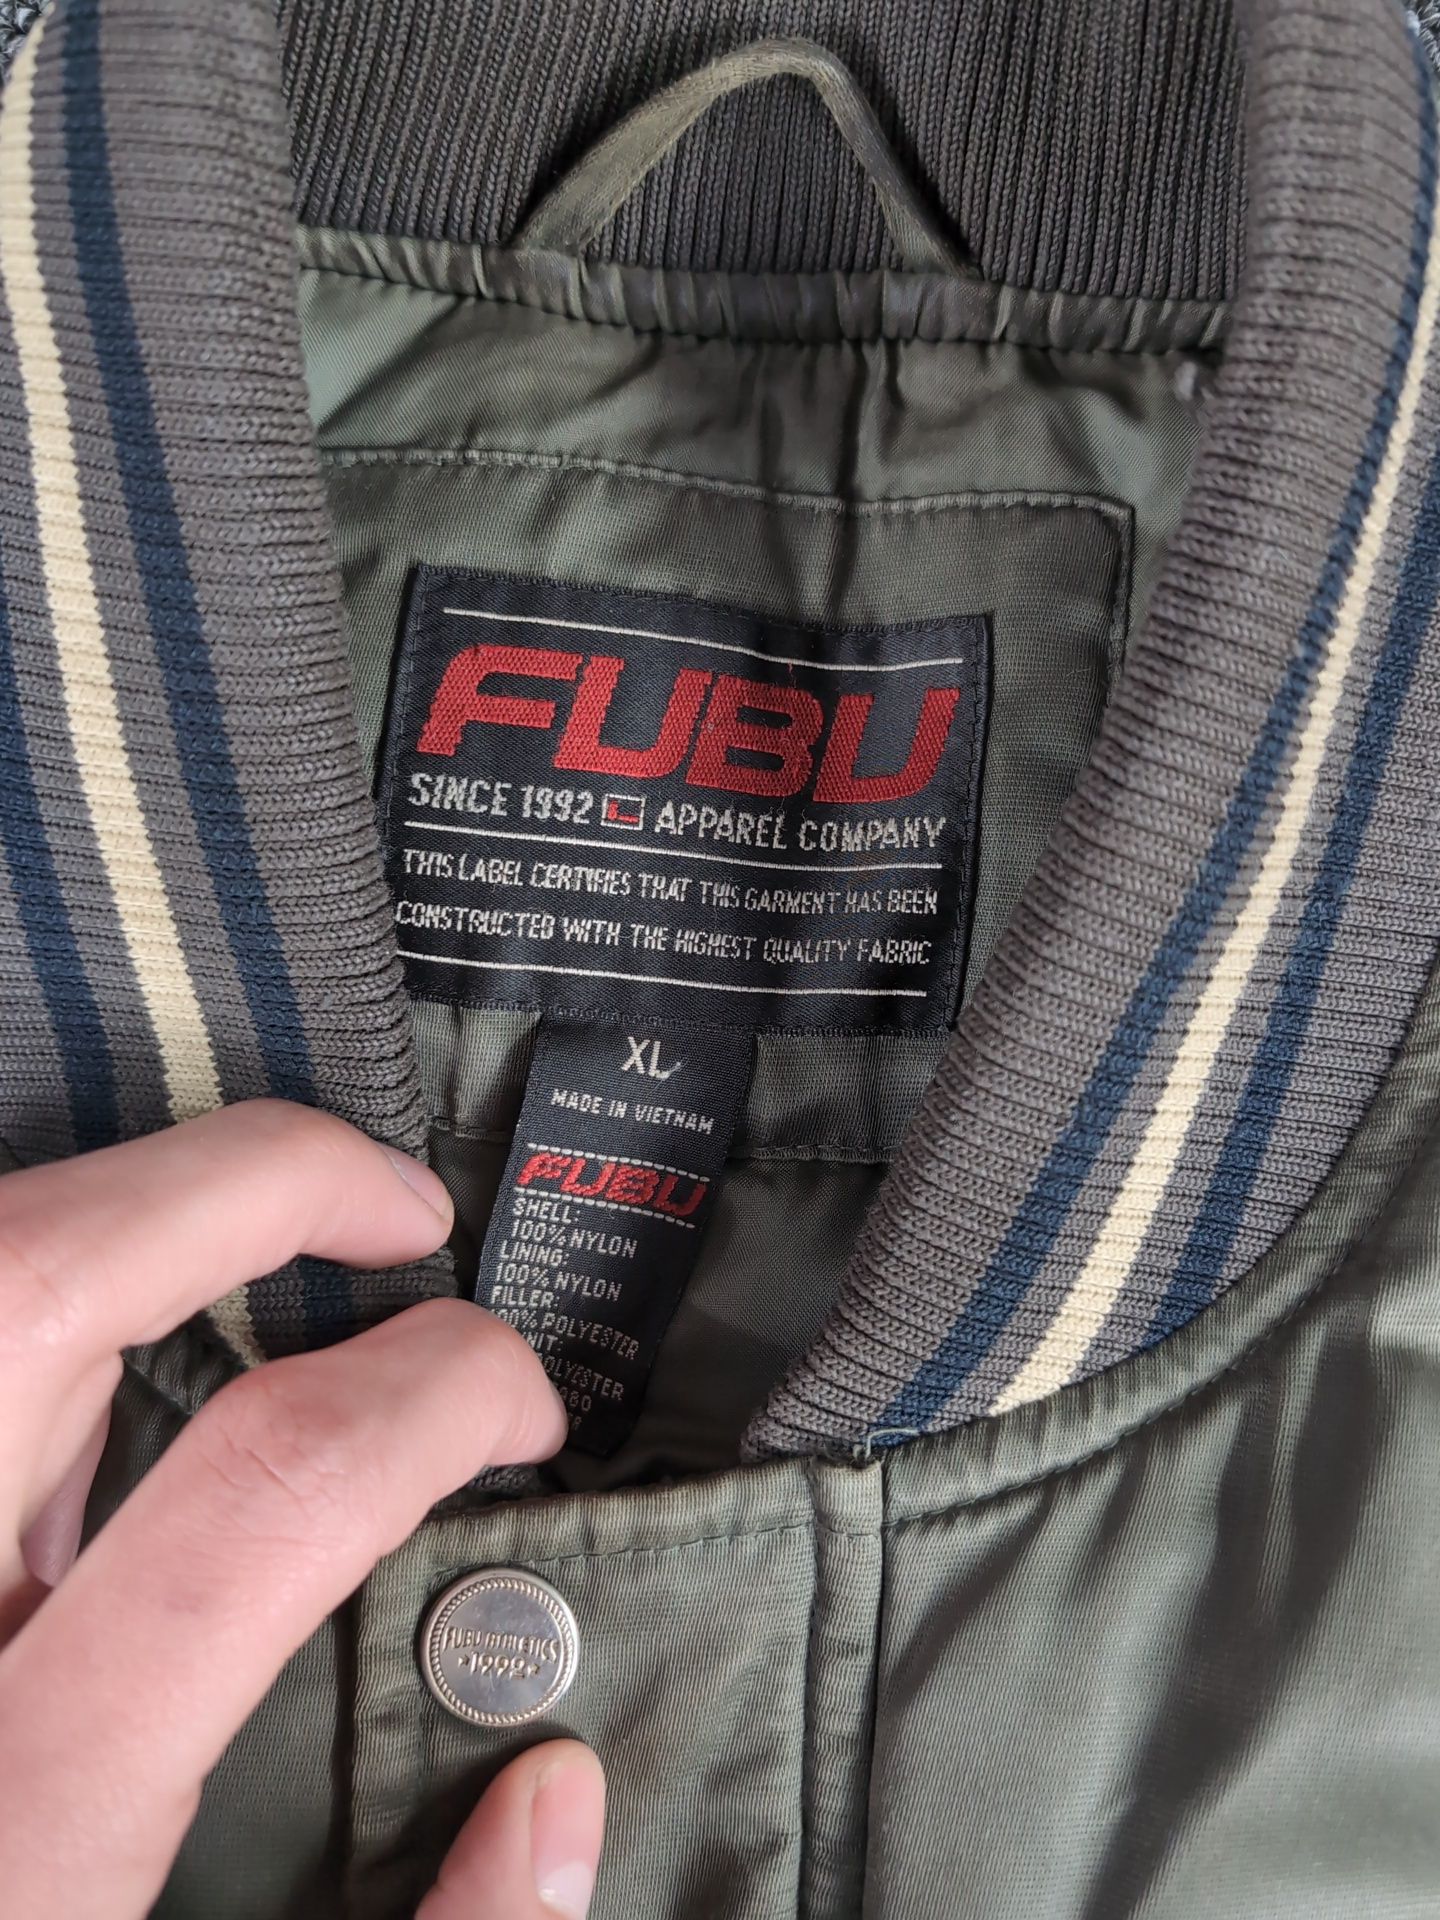 FUBU
SINCE 1992 APPAREL COMPANY
THIS LABEL CERTIFIES THAT THIS GARMENT HAS BEEN
CONSTRUCTED WITH THE HIGHEST QUALITY FABRIC
XL
MADE IN VIETNAM
FUBU
SHELL:
100% NYLON
LINING:
100% NYLON
FILLER:
POLYESTER
FUBU ATHLETICS
*1992*